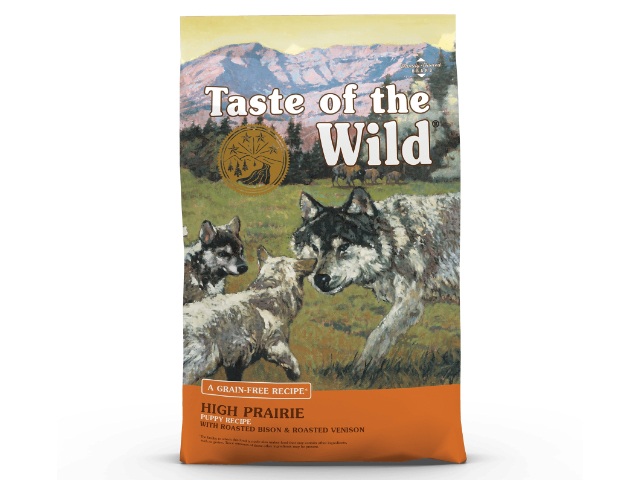 Taste of the
Wild®
A GRAIN-FREE RECIPE*
HIGH PRAIRIE
PUPPY RECIPE
WITH ROASTED BISON & ROASTED VENISON